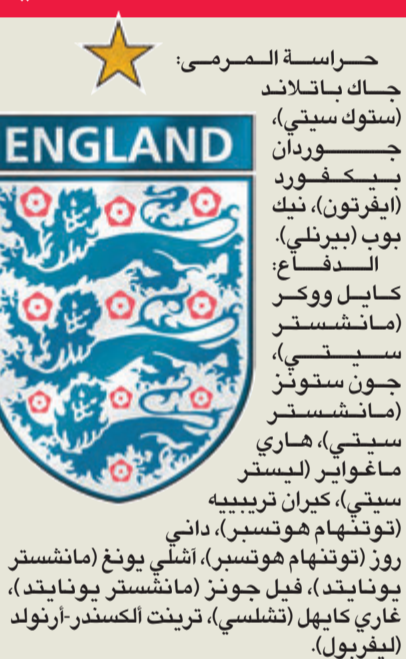 ENGLAND
حراسة المرمى:
جاك باتلاند
(ستوك سيتي)،
جوردان
بيكفورد
(ايفرتون)، نيك
بوب (بيرنلي).
الدفاع:
كايل ووكر
(مانشستر
سيتي)،
جون ستونز
(مانشستر
سيتي)، هاري
ماغواير (ليستر
سيتي)، كيران تريبييه
(توتنهام هوتسبر)، داني
روز (توتنهام هوتسبر)، آشلي يونغ (مانشستر
يونايتد)، فيل جونز (مانشستر يونايتد)،
غاري كايهل (تشلسي)، ترينت ألكسندر-أرنولد
(ليفربول).